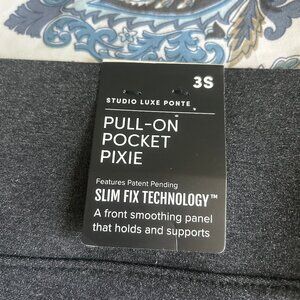 3S
STUDIO LUXE PONTE
PULL-ON
POCKET
PIXIE
Features Patent Pending
SLIM FIX TECHNOLOGY™
A front smoothing panel
that holds and supports